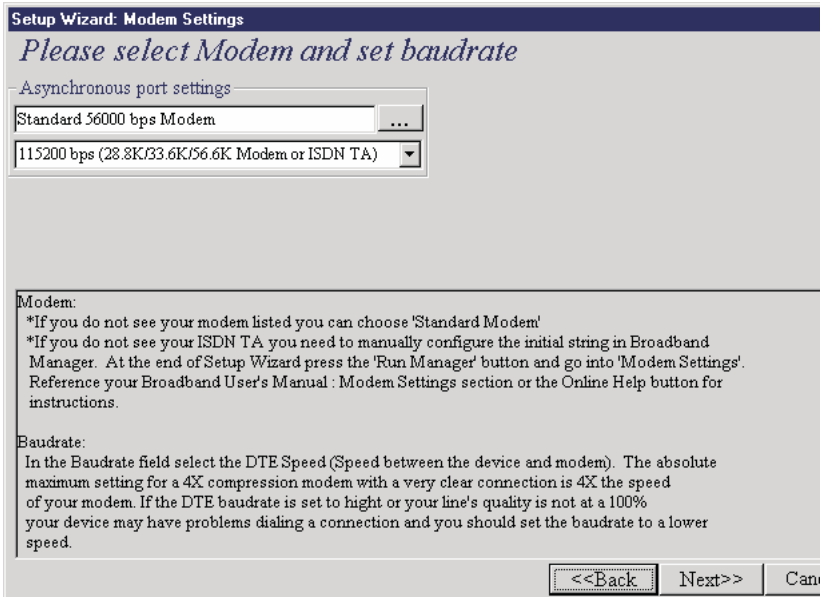 Setup Wizard: Modem Settings
Please select Modem and set baudrate
Asynchronous port settings
Standard 56000 bps Modem
...
115200 bps (28.8K/33.6K/56.6K Modem or ISDN TA)
Modem:
*If you do not see your modem listed you can choose 'Standard Modem'
*If you do not see your ISDN TA you need to manually configure the initial string in Broadband
Manager. At the end of Setup Wizard press the 'Run Manager' button and go into 'Modem Settings'.
Reference your Broadband User's Manual : Modem Settings section or the Online Help button for
instructions.
Baudrate:
In the Baudrate field select the DTE Speed (Speed between the device and modem). The absolute
maximum setting for a 4X compression modem with a very clear connection is 4X the speed
of your modem. If the DTE baudrate is set to hight or your line's quality is not at a 100%
your device may have problems dialing a connection and you should set the baudrate to a lower
speed.
<<Back
Next>>
Canc